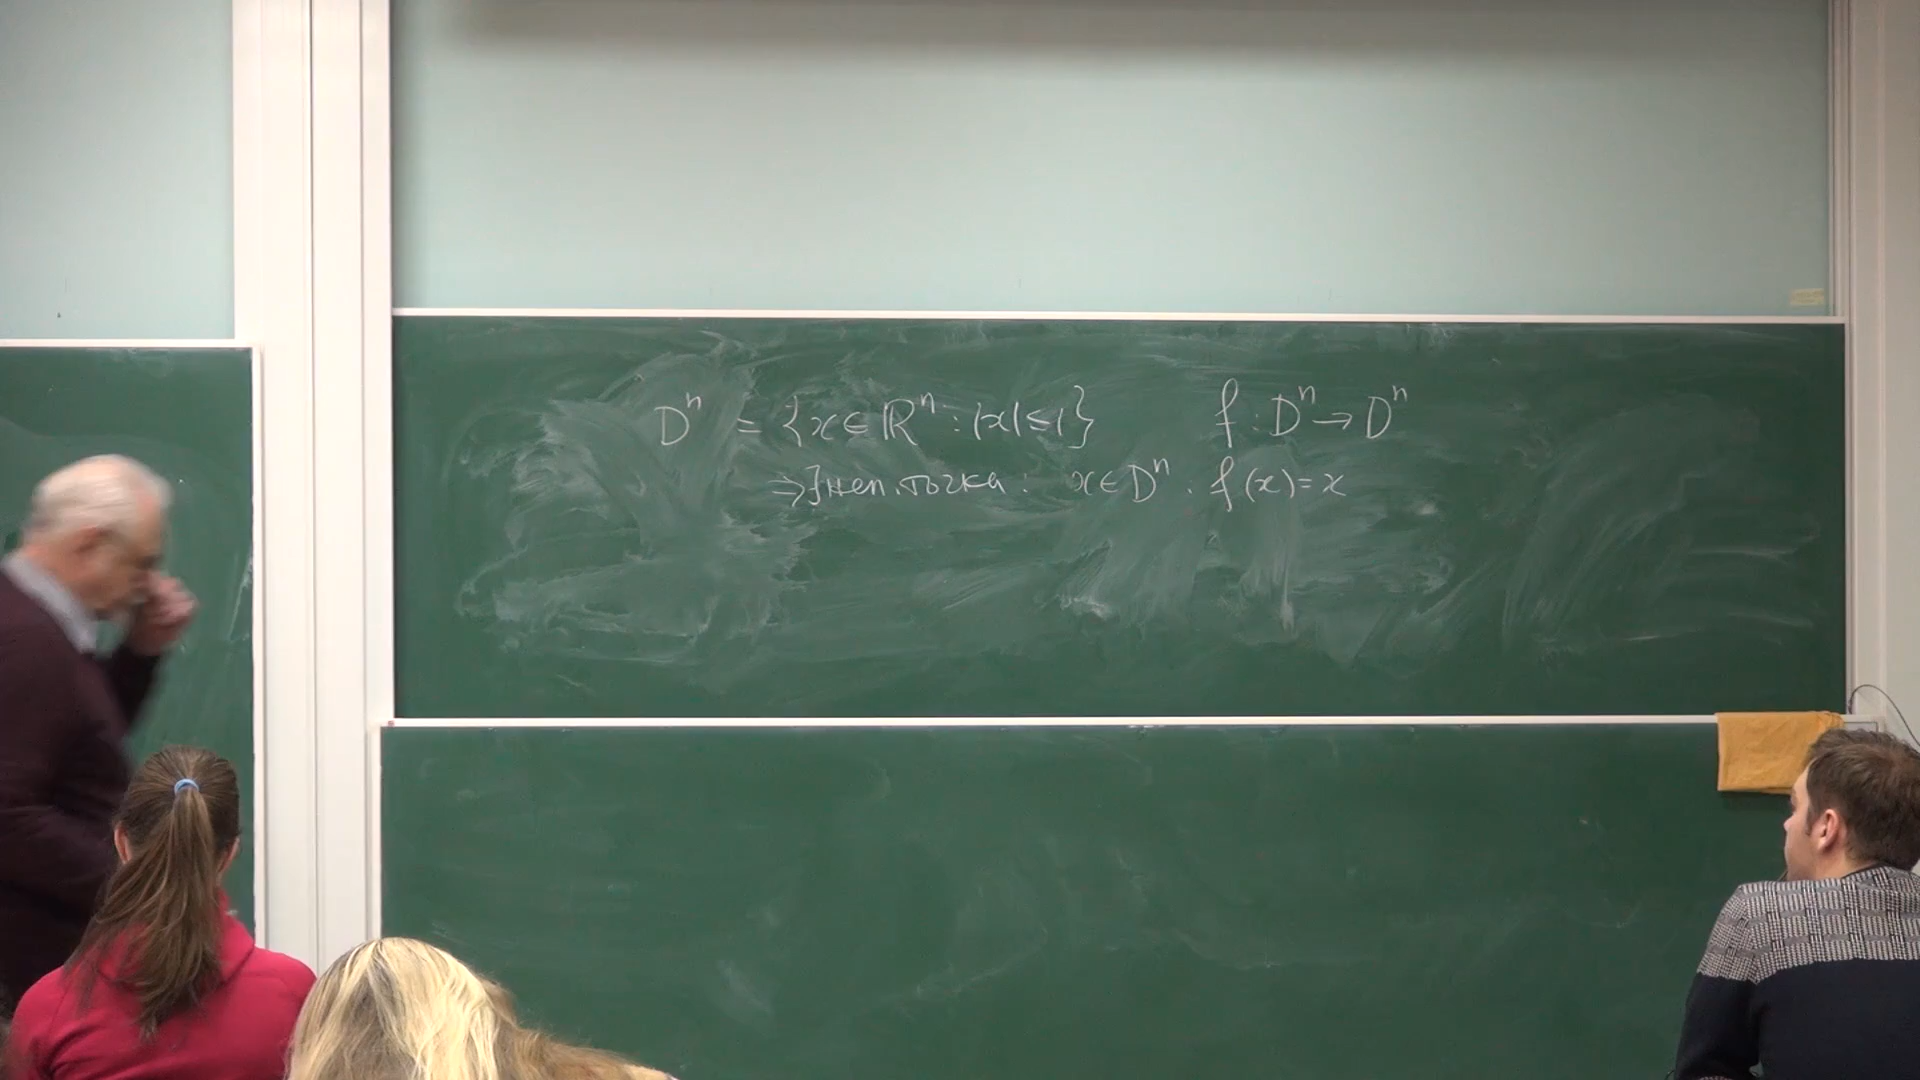 Dⁿ = {x∈ℝⁿ : |x|≤1} f : Dⁿ → Dⁿ
⇒ ∃ неп. точка : x∈Dⁿ : f(x)=x